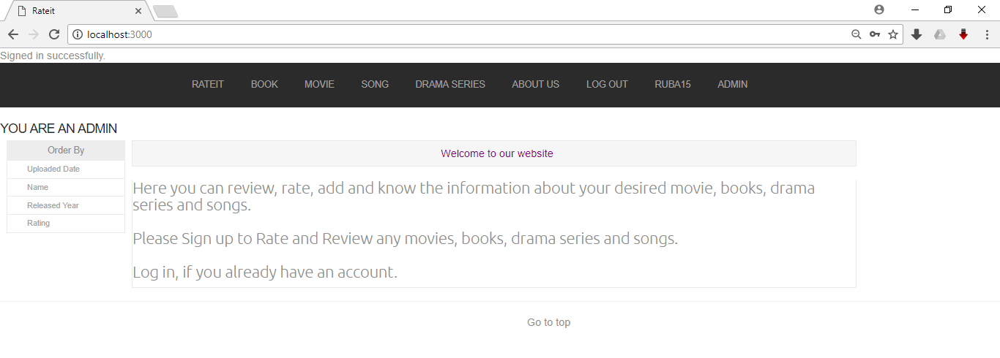 Rateit
localhost:3000
Signed in successfully.
RATEIT BOOK MOVIE SONG DRAMA SERIES ABOUT US LOG OUT RUBA15 ADMIN
YOU ARE AN ADMIN
Order By
Uploaded Date
Name
Released Year
Rating
Welcome to our website
Here you can review, rate, add and know the information about your desired movie, books, drama
series and songs.
Please Sign up to Rate and Review any movies, books, drama series and songs.
Log in, if you already have an account.
Go to top